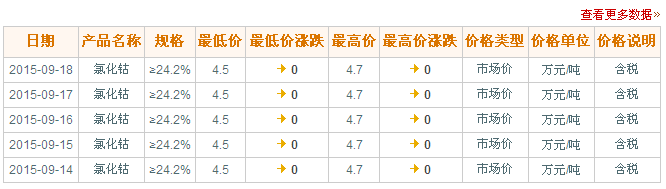 查看更多数据»
日期 产品名称 规格 最低价 最低价涨跌 最高价 最高价涨跌 价格类型 价格单位 价格说明
2015-09-18 氯化钴 ≥24.2% 4.5 → 0 4.7 → 0 市场价 万元/吨 含税
2015-09-17 氯化钴 ≥24.2% 4.5 → 0 4.7 → 0 市场价 万元/吨 含税
2015-09-16 氯化钴 ≥24.2% 4.5 → 0 4.7 → 0 市场价 万元/吨 含税
2015-09-15 氯化钴 ≥24.2% 4.5 → 0 4.7 → 0 市场价 万元/吨 含税
2015-09-14 氯化钴 ≥24.2% 4.5 → 0 4.7 → 0 市场价 万元/吨 含税